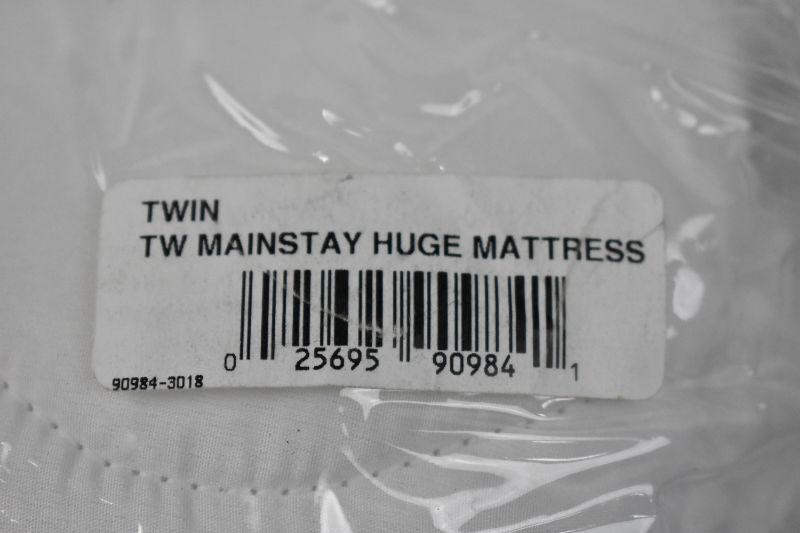 TWIN
TW MAINSTAY HUGE MATTRESS
0 25695 90984 1
90984-3018